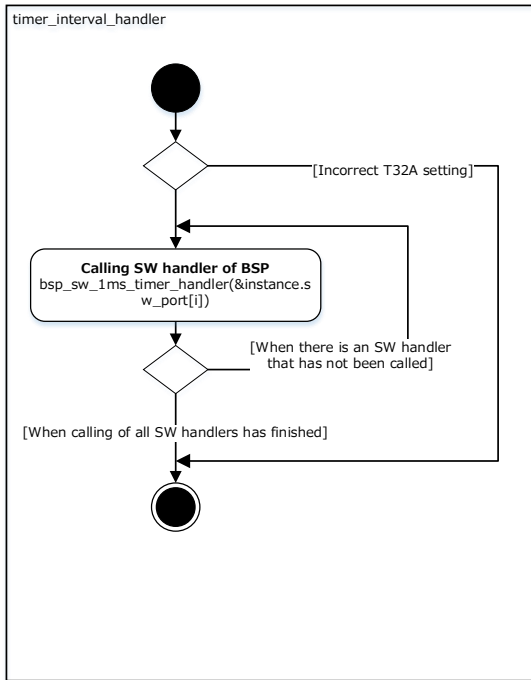 timer_interval_handler
[Incorrect T32A setting]
Calling SW handler of BSP
bsp_sw_1ms_timer_handler(&instance.s
w_port[i])
[When there is an SW handler
that has not been called]
[When calling of all SW handlers has finished]